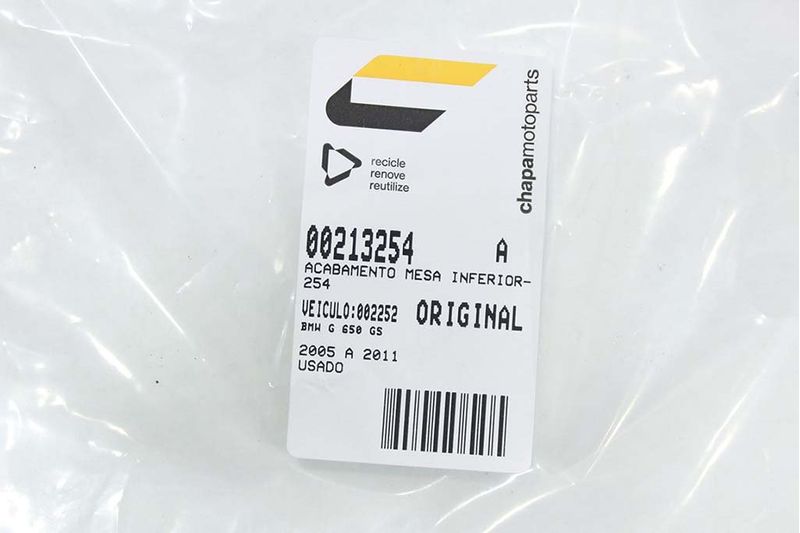 chapamotoparts
recicle
renove
reutilize
00213254 A
ACABAMENTO MESA INFERIOR-
254
VEICULO:002252 ORIGINAL
BMW G 650 GS
2005 A 2011
USADO